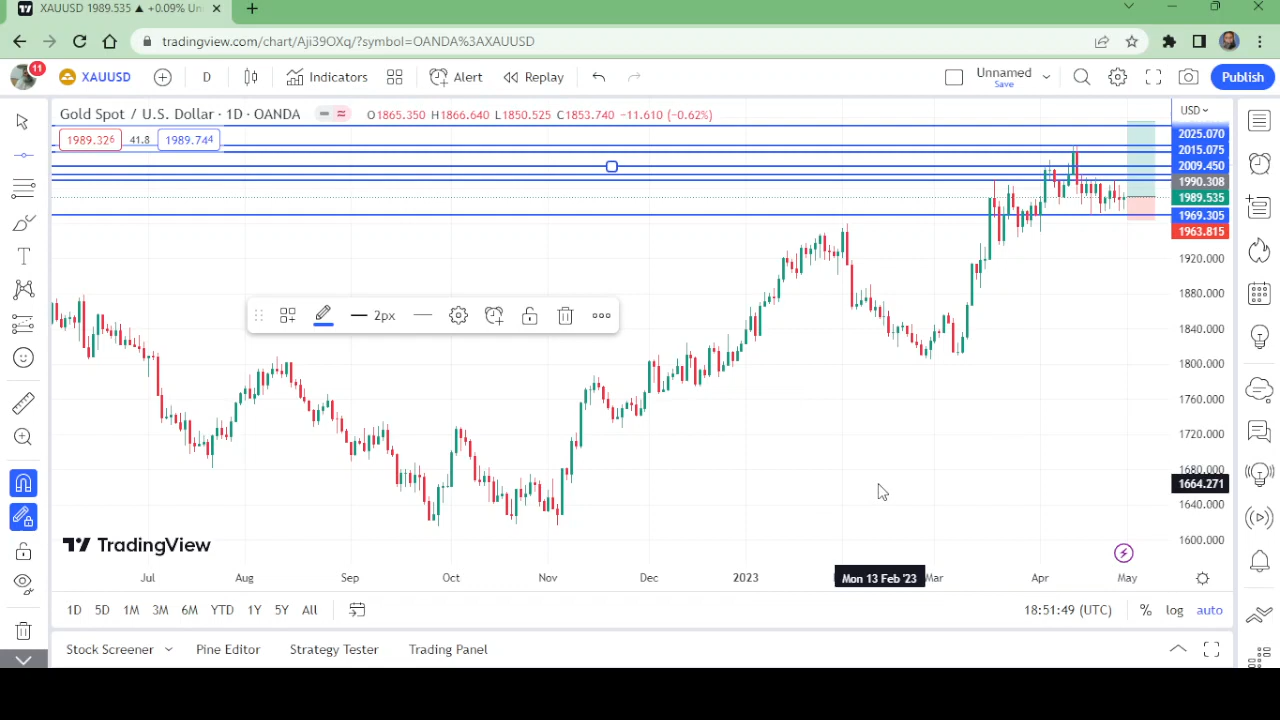 XAUUSD 1989.535 ▲ +0.09% Un
tradingview.com/chart/Aji39OXq/?symbol=OANDA%3AXAUUSD
11
XAUUSD
D
Indicators
Alert
Replay
Unnamed
Save
Publish
Gold Spot / U.S. Dollar · 1D · OANDA
O1865.350 H1866.640 L1850.525 C1853.740 −11.610 (−0.62%)
USD
1989.326
41.8
1989.744
2025.070
2015.075
2009.450
1990.308
1989.535
1969.305
1963.815
1920.000
1880.000
1840.000
1800.000
1760.000
1720.000
1680.000
1664.271
1640.000
1600.000
2px
TradingView
Jul
Aug
Sep
Oct
Nov
Dec
2023
Mon 13 Feb '23
Mar
Apr
May
1D 5D 1M 3M 6M YTD 1Y 5Y All
18:51:49 (UTC)
% log auto
Stock Screener
Pine Editor
Strategy Tester
Trading Panel